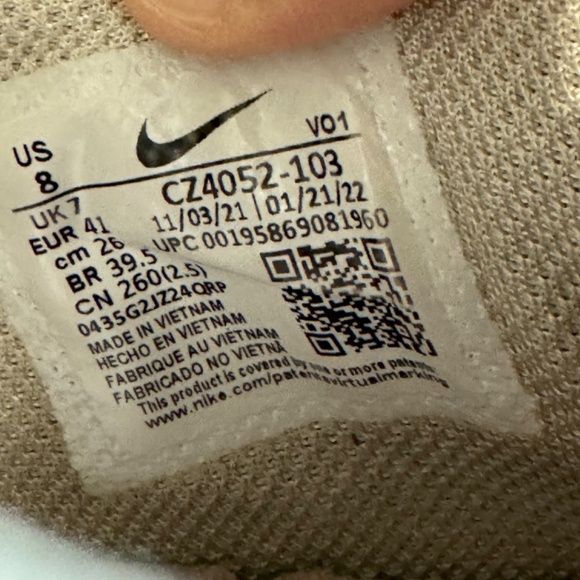 VO1
US
8
CZ4052-103
11/03/21 | 01/21/22
UPC 00195869081960
UK 7
EUR 41
cm 26
BR 39.5
CN 260(2.5)
0435G2JZ24QRP
MADE IN VIETNAM
HECHO EN VIETNAM
FABRIQUE AU VIETNAM
FABRICADO NO VIETNÃ
This product is covered by one or more patents
www.nike.com/patentsvirtualmarking